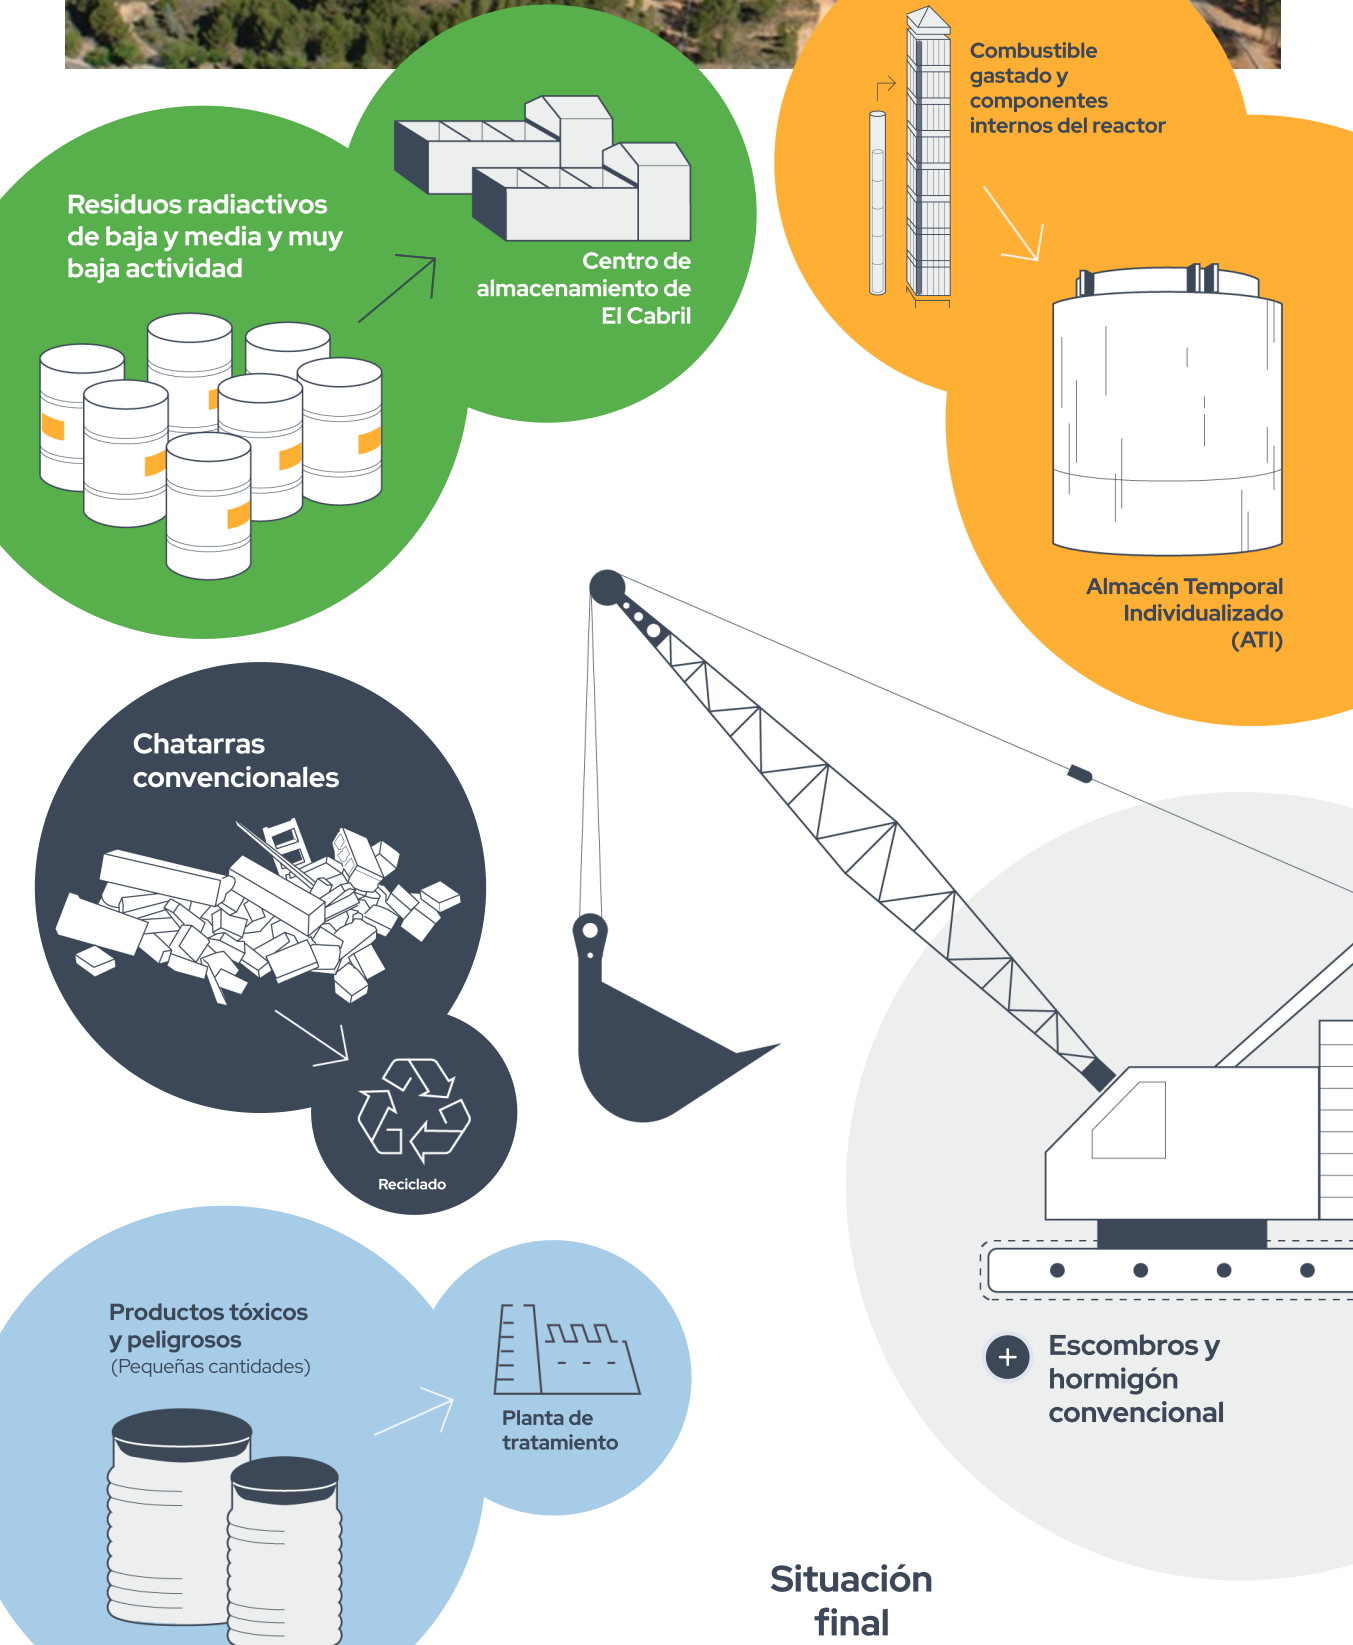 Combustible
gastado y
componentes
internos del reactor
Residuos radiactivos
de baja y media y muy
baja actividad
Centro de
almacenamiento de
El Cabril
Almacén Temporal
Individualizado
(ATI)
Chatarras
convencionales
Reciclado
Productos tóxicos
y peligrosos
(Pequeñas cantidades)
Planta de
tratamiento
Escombros y
hormigón
convencional
Situación
final